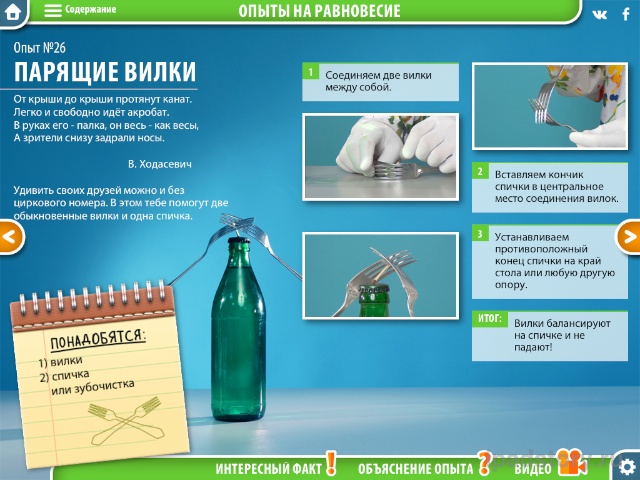 Содержание
ОПЫТЫ НА РАВНОВЕСИЕ
Опыт №26
ПАРЯЩИЕ ВИЛКИ
От крыши до крыши протянут канат.
Легко и свободно идёт акробат.
В руках его - палка, он весь - как весы,
А зрители снизу задрали носы.
В. Ходасевич
Удивить своих друзей можно и без
циркового номера. В этом тебе помогут две
обыкновенные вилки и одна спичка.
ПОНАДОБЯТСЯ:
1) вилки
2) спичка
или зубочистка
1 Соединяем две вилки
между собой.
2 Вставляем кончик
спички в центральное
место соединения вилок.
3 Устанавливаем
противоположный
конец спички на край
стола или любую другую
опору.
ИТОГ: Вилки балансируют
на спичке и не
падают!
ИНТЕРЕСНЫЙ ФАКТ !
ОБЪЯСНЕНИЕ ОПЫТА ?
ВИДЕО